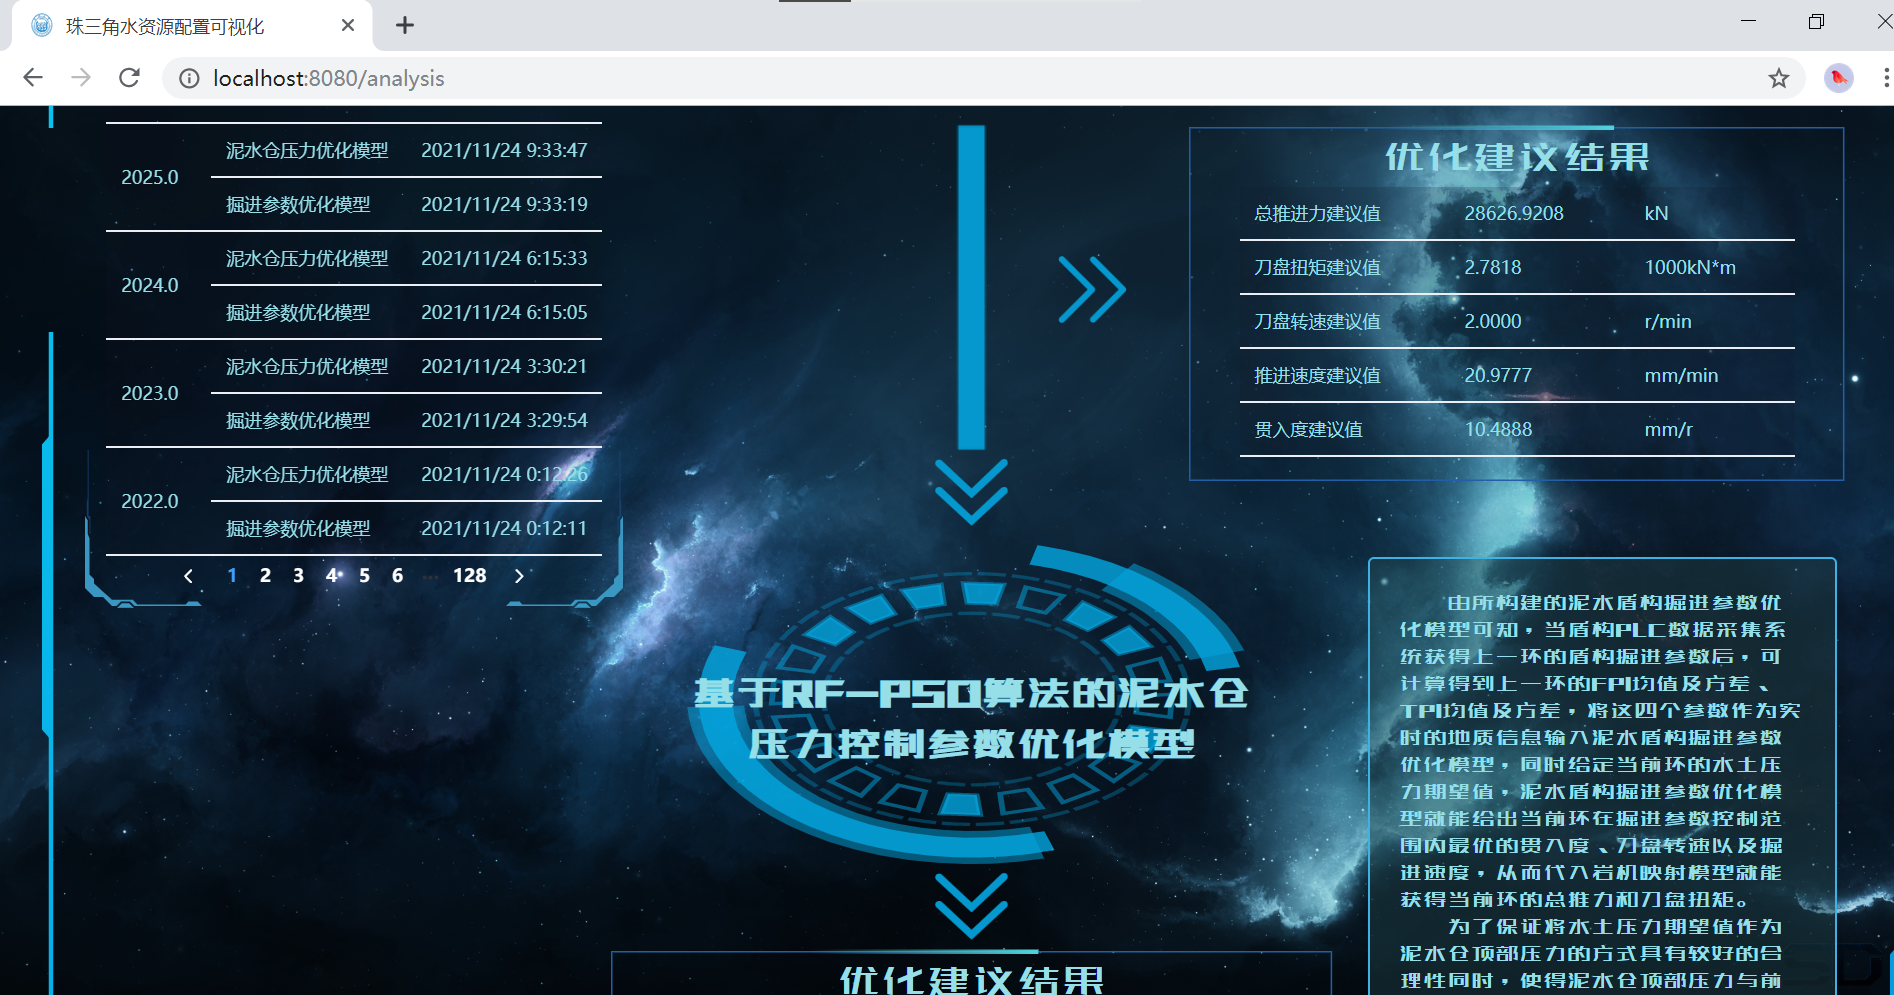 珠三角水资源配置可视化
localhost:8080/analysis
2025.0
泥水仓压力优化模型 2021/11/24 9:33:47
掘进参数优化模型 2021/11/24 9:33:19
2024.0
泥水仓压力优化模型 2021/11/24 6:15:33
掘进参数优化模型 2021/11/24 6:15:05
2023.0
泥水仓压力优化模型 2021/11/24 3:30:21
掘进参数优化模型 2021/11/24 3:29:54
2022.0
泥水仓压力优化模型 2021/11/24 0:12:26
掘进参数优化模型 2021/11/24 0:12:11
1 2 3 4 5 6 ··· 128
优化建议结果
总推进力建议值 28626.9208 kN
刀盘扭矩建议值 2.7818 1000kN*m
刀盘转速建议值 2.0000 r/min
推进速度建议值 20.9777 mm/min
贯入度建议值 10.4888 mm/r
基于RF-PSO算法的泥水仓
压力控制参数优化模型
优化建议结果
由所构建的泥水盾构掘进参数优
化模型可知，当盾构PLC数据采集系
统获得上一环的盾构掘进参数后，可
计算得到上一环的FPI均值及方差、
TPI均值及方差，将这四个参数作为实
时的地质信息输入泥水盾构掘进参数
优化模型，同时给定当前环的水土压
力期望值，泥水盾构掘进参数优化模
型就能给出当前环在掘进参数控制范
围内最优的贯入度、刀盘转速以及掘
进速度，从而代入岩机映射模型就能
获得当前环的总推力和刀盘扭矩。
为了保证将水土压力期望值作为
泥水仓顶部压力的方式具有较好的合
理性同时，使得泥水仓顶部压力与前